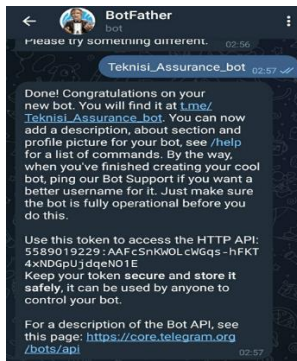 BotFather
bot
Please try something different. 02:56
Teknisi_Assurance_bot 02:57
Done! Congratulations on your
new bot. You will find it at t.me/
Teknisi_Assurance_bot. You can now
add a description, about section and
profile picture for your bot, see /help
for a list of commands. By the way,
when you've finished creating your cool
bot, ping our Bot Support if you want a
better username for it. Just make sure
the bot is fully operational before you
do this.
Use this token to access the HTTP API:
5589019229:AAFcSnKWOLcWGqs-hFKT
4xNDGpUjdqeNO1E
Keep your token secure and store it
safely, it can be used by anyone to
control your bot.
For a description of the Bot API, see
this page: https://core.telegram.org
/bots/api 02:57